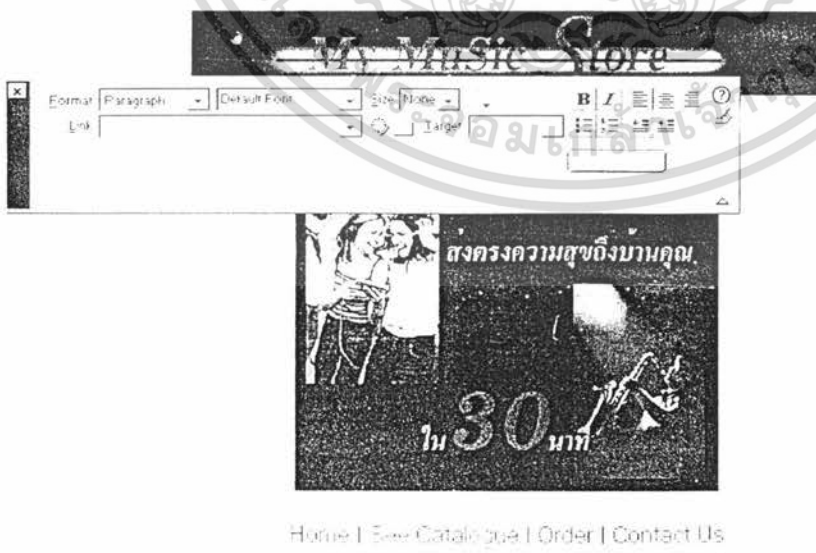 My Music Store
Format Paragraph Default Font Size None B I
Link Target
ส่งตรงความสุขถึงบ้านคุณ
ใน 30 นาที
Home | See Catalogue | Order | Contact Us